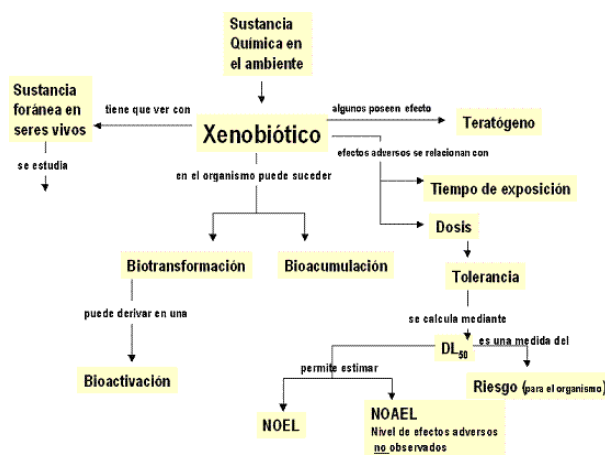 Sustancia
Química en
el ambiente
Sustancia
foránea en
seres vivos
tiene que ver con
algunos poseen efecto
Teratógeno
Xenobiótico
se estudia
efectos adversos se relacionan con
en el organismo puede suceder
Tiempo de exposición
Dosis
Biotransformación
Bioacumulación
Tolerancia
puede derivar en una
se calcula mediante
DL50
es una medida del
Bioactivación
permite estimar
Riesgo (para el organismo)
NOEL
NOAEL
Nivel de efectos adversos
no observados